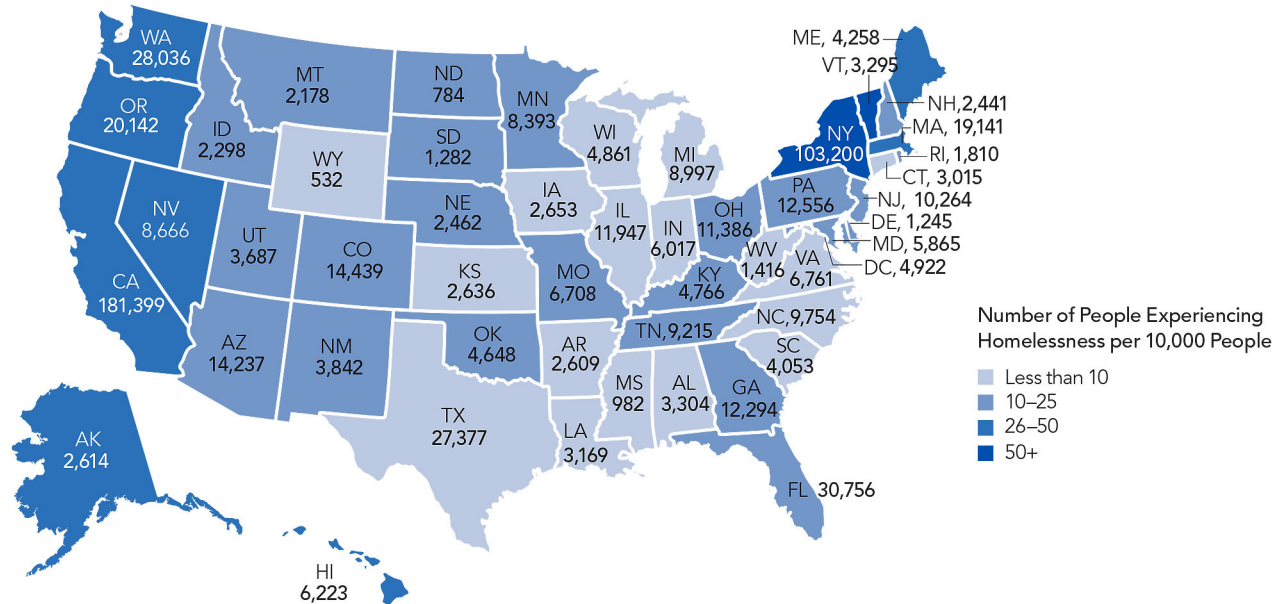 WA
28,036
OR
20,142
ID
2,298
MT
2,178
ND
784
MN
8,393
SD
1,282
WY
532
WI
4,861
MI
8,997
NY
103,200
ME, 4,258
VT, 3,295
NH, 2,441
MA, 19,141
RI, 1,810
CT, 3,015
NJ, 10,264
DE, 1,245
MD, 5,865
DC, 4,922
NV
8,666
UT
3,687
CO
14,439
NE
2,462
IA
2,653
IL
11,947
IN
6,017
OH
11,386
PA
12,556
CA
181,399
KS
2,636
MO
6,708
KY
4,766
WV
1,416
VA
6,761
AZ
14,237
NM
3,842
OK
4,648
AR
2,609
TN, 9,215
NC, 9,754
SC
4,053
TX
27,377
LA
3,169
MS
982
AL
3,304
GA
12,294
FL 30,756
AK
2,614
HI
6,223
Number of People Experiencing
Homelessness per 10,000 People
Less than 10
10–25
26–50
50+